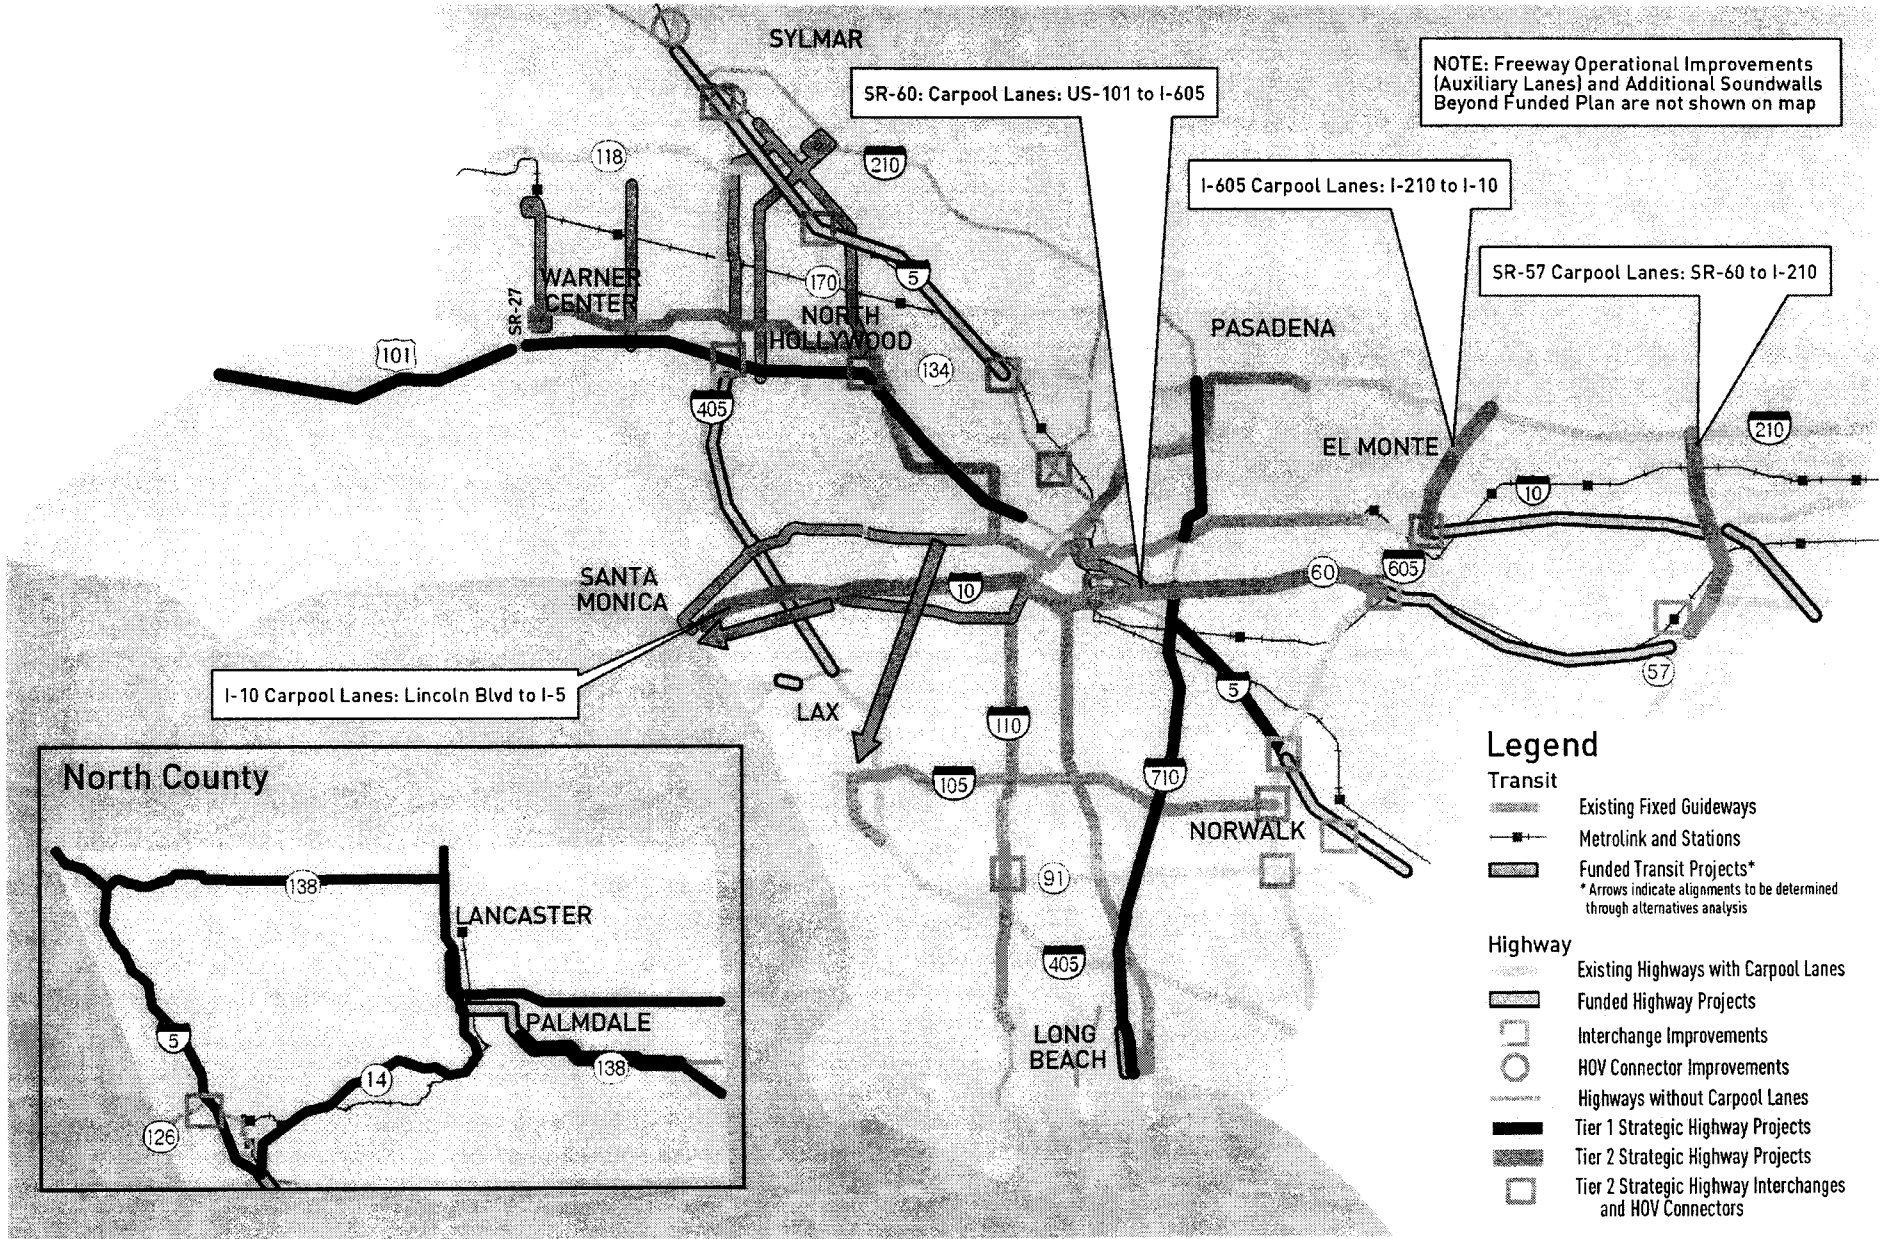 SYLMAR
SR-60: Carpool Lanes: US-101 to I-605
NOTE: Freeway Operational Improvements
(Auxiliary Lanes) and Additional Soundwalls
Beyond Funded Plan are not shown on map
118
210
I-605 Carpool Lanes: I-210 to I-10
SR-57 Carpool Lanes: SR-60 to I-210
WARNER
CENTER
SR-27
170
5
NORTH
HOLLYWOOD
101
134
PASADENA
405
210
EL MONTE
10
SANTA
MONICA
10
60
605
I-10 Carpool Lanes: Lincoln Blvd to I-5
LAX
110
5
57
105
710
NORWALK
91
405
LONG
BEACH
North County
138
LANCASTER
PALMDALE
5
14
138
126
Legend
Transit
Existing Fixed Guideways
Metrolink and Stations
Funded Transit Projects*
* Arrows indicate alignments to be determined
through alternatives analysis
Highway
Existing Highways with Carpool Lanes
Funded Highway Projects
Interchange Improvements
HOV Connector Improvements
Highways without Carpool Lanes
Tier 1 Strategic Highway Projects
Tier 2 Strategic Highway Projects
Tier 2 Strategic Highway Interchanges
and HOV Connectors